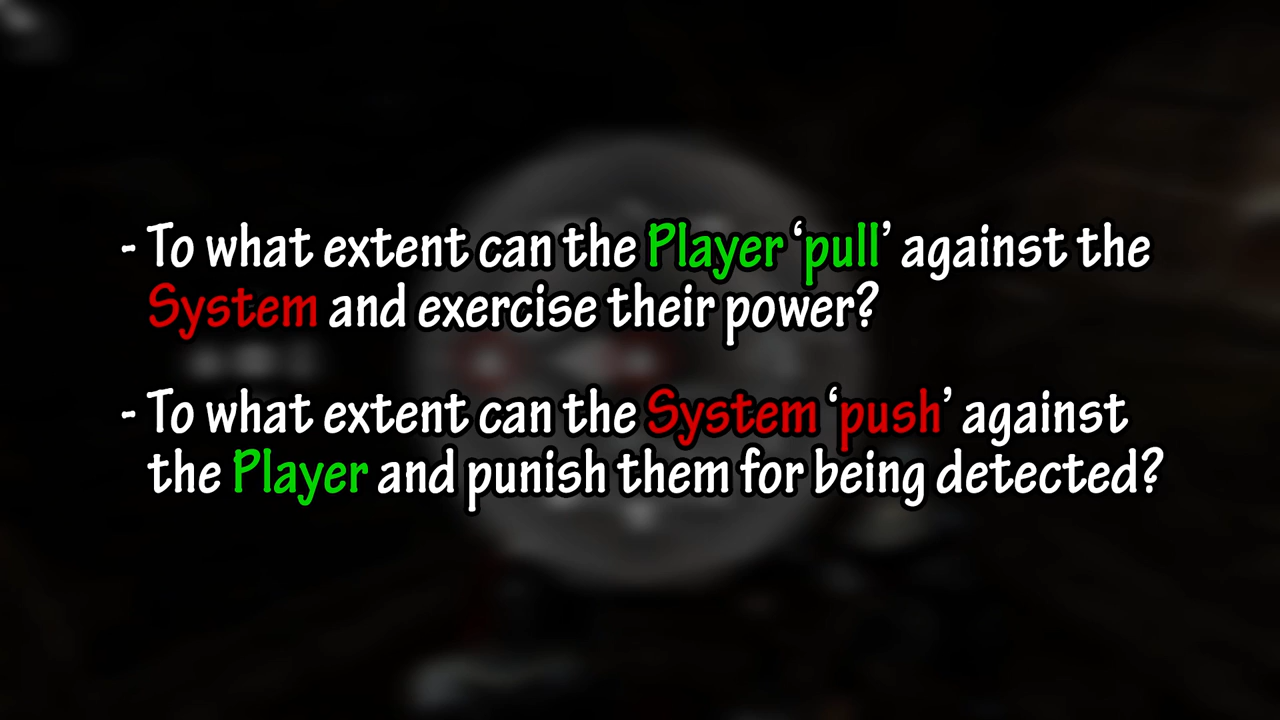 - To what extent can the Player ‘pull’ against the
System and exercise their power?
- To what extent can the System ‘push’ against
the Player and punish them for being detected?